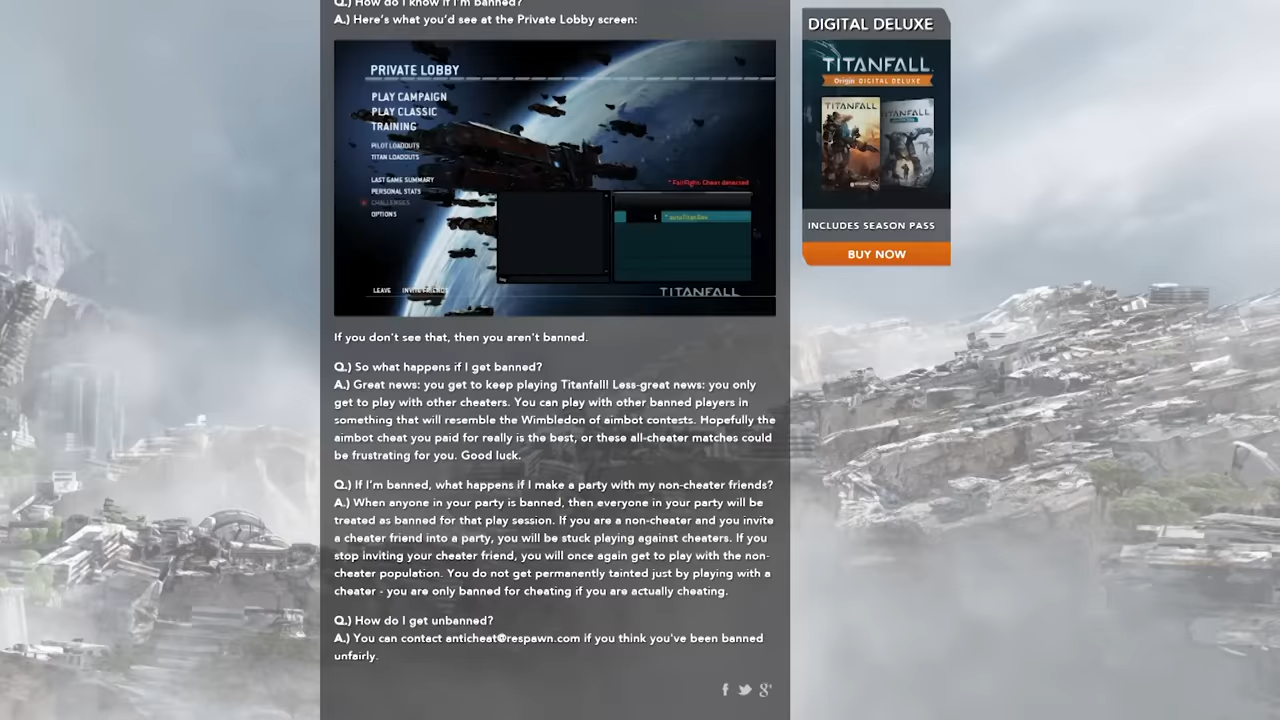 Q.) How do I know if I'm banned?
A.) Here's what you'd see at the Private Lobby screen:
PRIVATE LOBBY
PLAY CAMPAIGN
PLAY CLASSIC
TRAINING
PILOT LOADOUTS
TITAN LOADOUTS
LAST GAME SUMMARY
PERSONAL STATS
CHALLENGES
OPTIONS
* FairFight: Cheat detected
1
LEAVE INVITE FRIENDS
TITANFALL
If you don't see that, then you aren't banned.
Q.) So what happens if I get banned?
A.) Great news: you get to keep playing Titanfall! Less-great news: you only
get to play with other cheaters. You can play with other banned players in
something that will resemble the Wimbledon of aimbot contests. Hopefully the
aimbot cheat you paid for really is the best, or these all-cheater matches could
be frustrating for you. Good luck.
Q.) If I'm banned, what happens if I make a party with my non-cheater friends?
A.) When anyone in your party is banned, then everyone in your party will be
treated as banned for that play session. If you are a non-cheater and you invite
a cheater friend into a party, you will be stuck playing against cheaters. If you
stop inviting your cheater friend, you will once again get to play with the non-
cheater population. You do not get permanently tainted just by playing with a
cheater - you are only banned for cheating if you are actually cheating.
Q.) How do I get unbanned?
A.) You can contact anticheat@respawn.com if you think you've been banned
unfairly.
DIGITAL DELUXE
TITANFALL
Origin DIGITAL DELUXE
TITANFALL
TITANFALL
INCLUDES SEASON PASS
BUY NOW